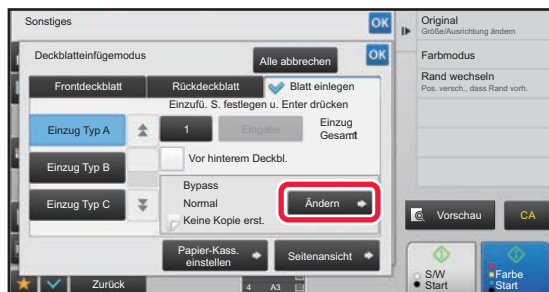 Sonstiges
OK
Deckblatteinfügemodus
Alle abbrechen
OK
Frontdeckblatt
Rückdeckblatt
Blatt einlegen
Einzufü. S. festlegen u. Enter drücken
Einzug Typ A
1
Eingabe
Einzug
Gesamt
Einzug Typ B
Vor hinterem Deckbl.
Einzug Typ C
Bypass
Normal
Keine Kopie erst.
Ändern
Papier-Kass.
einstellen
Seitenansicht
Zurück
4
A3
Original
Größe/Ausrichtung ändern
Farbmodus
Rand wechseln
Pos. versch., dass Rand vorh.
Vorschau
CA
S/W
Start
Farbe
Start